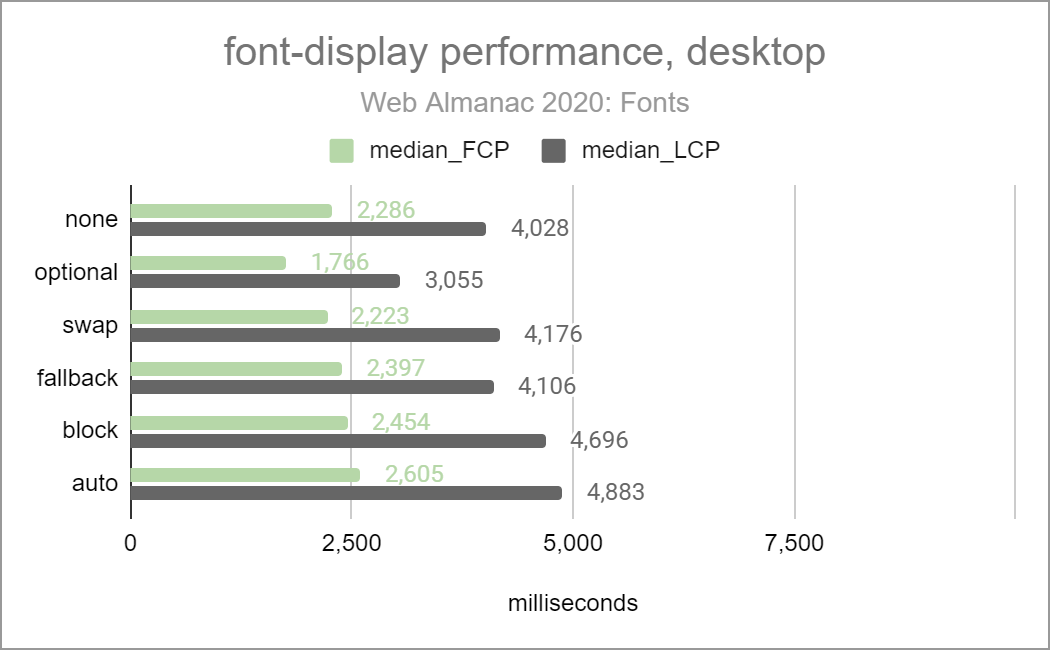 font-display performance, desktop
Web Almanac 2020: Fonts
median_FCP median_LCP
none 2,286 4,028
optional 1,766 3,055
swap 2,223 4,176
fallback 2,397 4,106
block 2,454 4,696
auto 2,605 4,883
0 2,500 5,000 7,500
milliseconds